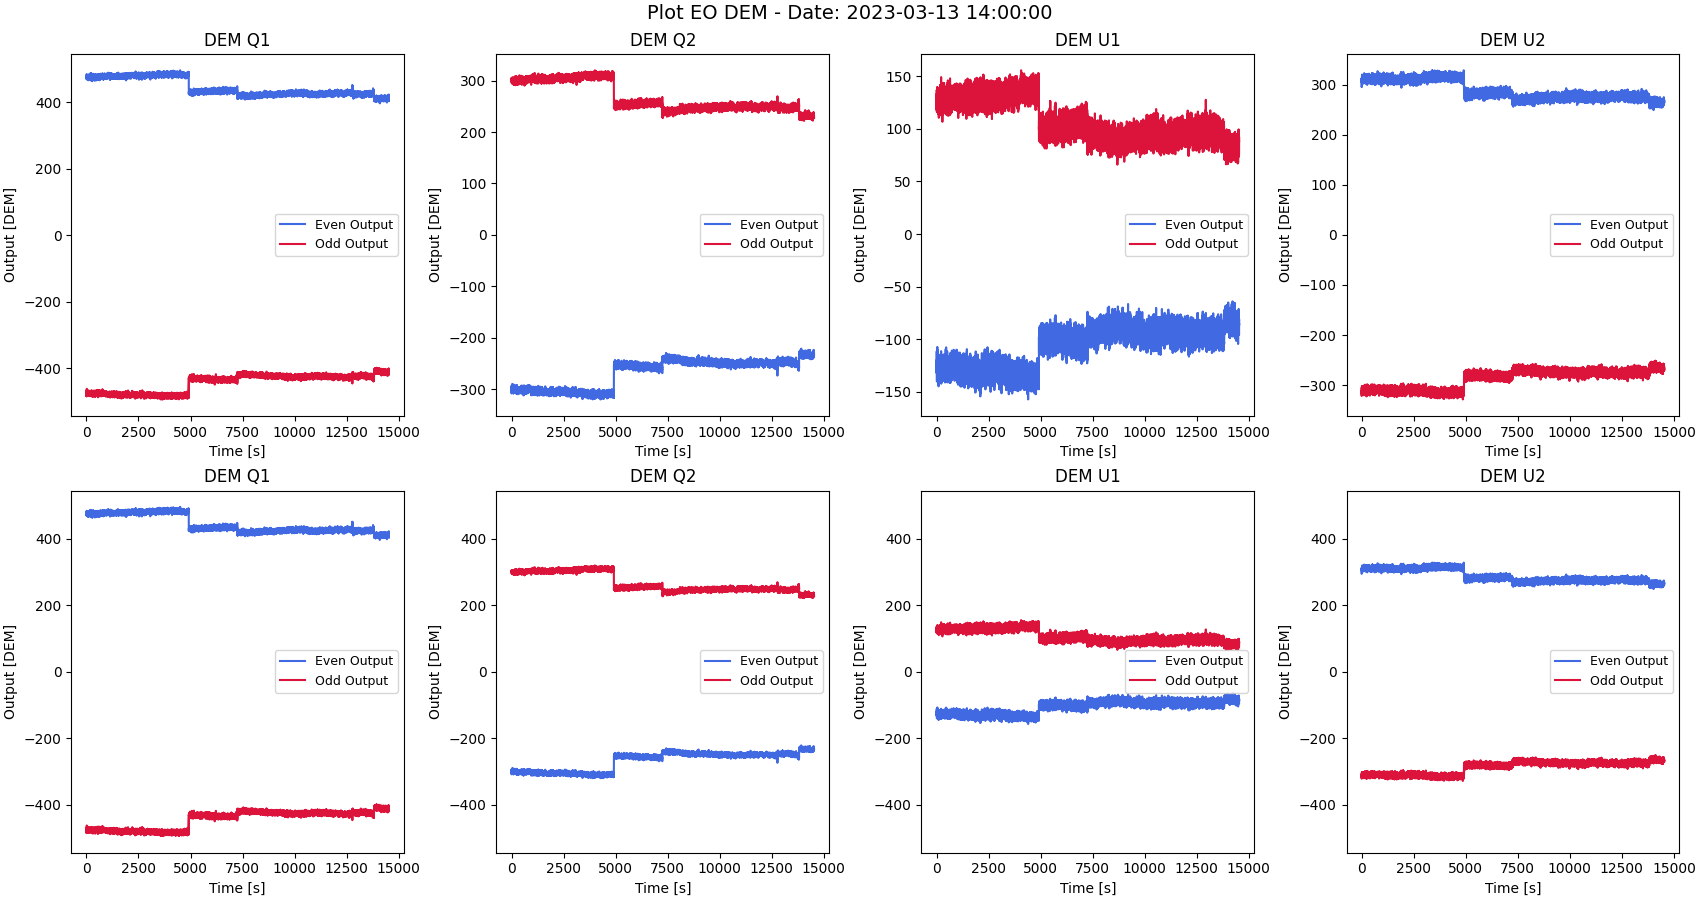 Plot EO DEM - Date: 2023-03-13 14:00:00
DEM Q1
Output [DEM]
400
200
0
−200
−400
Even Output
Odd Output
0 2500 5000 7500 10000 12500 15000
Time [s]
DEM Q2
Output [DEM]
300
200
100
0
−100
−200
−300
Even Output
Odd Output
0 2500 5000 7500 10000 12500 15000
Time [s]
DEM U1
Output [DEM]
150
100
50
0
−50
−100
−150
Even Output
Odd Output
0 2500 5000 7500 10000 12500 15000
Time [s]
DEM U2
Output [DEM]
300
200
100
0
−100
−200
−300
Even Output
Odd Output
0 2500 5000 7500 10000 12500 15000
Time [s]
DEM Q1
Output [DEM]
400
200
0
−200
−400
Even Output
Odd Output
0 2500 5000 7500 10000 12500 15000
Time [s]
DEM Q2
Output [DEM]
400
200
0
−200
−400
Even Output
Odd Output
0 2500 5000 7500 10000 12500 15000
Time [s]
DEM U1
Output [DEM]
400
200
0
−200
−400
Even Output
Odd Output
0 2500 5000 7500 10000 12500 15000
Time [s]
DEM U2
Output [DEM]
400
200
0
−200
−400
Even Output
Odd Output
0 2500 5000 7500 10000 12500 15000
Time [s]